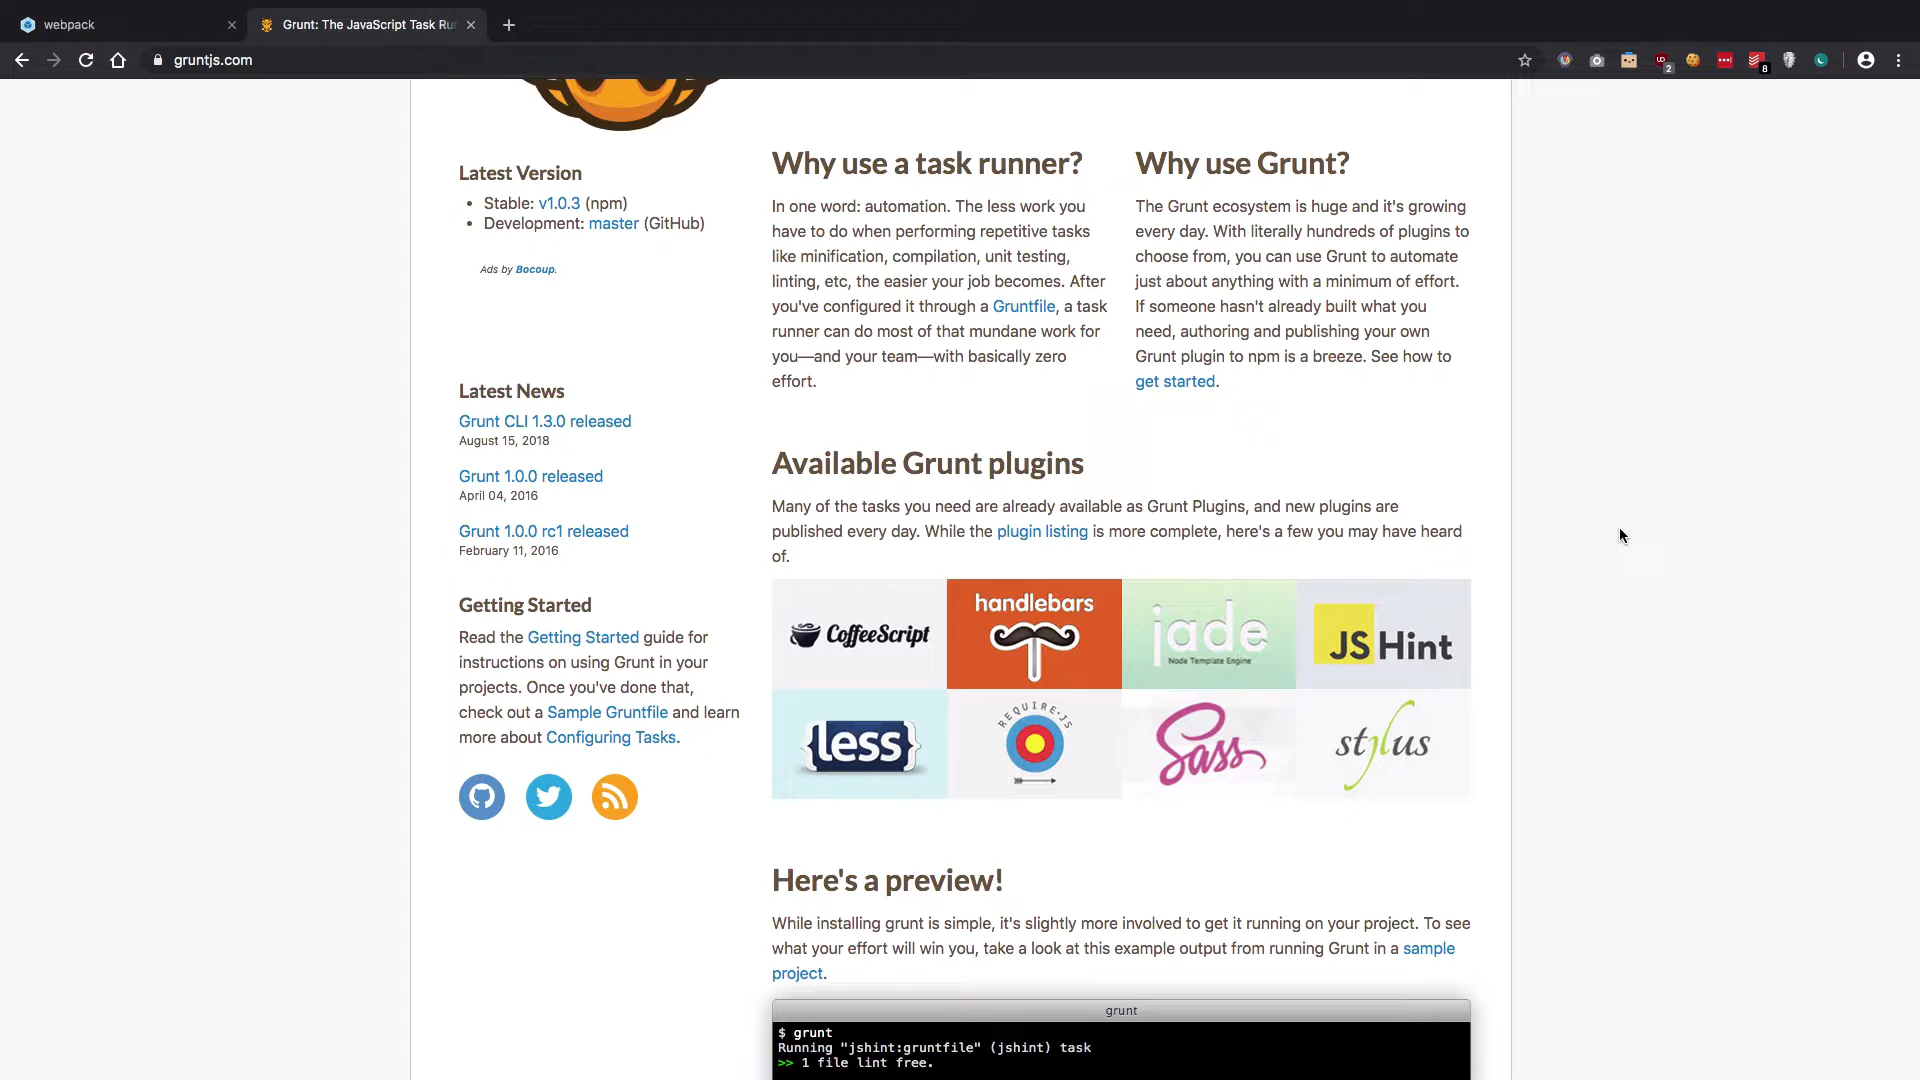 webpack
Grunt: The JavaScript Task Ru
gruntjs.com
2
8
Latest Version
Stable: v1.0.3 (npm)
Development: master (GitHub)
Ads by Bocoup.
Latest News
Grunt CLI 1.3.0 released
August 15, 2018
Grunt 1.0.0 released
April 04, 2016
Grunt 1.0.0 rc1 released
February 11, 2016
Getting Started
Read the Getting Started guide for
instructions on using Grunt in your
projects. Once you've done that,
check out a Sample Gruntfile and learn
more about Configuring Tasks.
Why use a task runner?
In one word: automation. The less work you
have to do when performing repetitive tasks
like minification, compilation, unit testing,
linting, etc, the easier your job becomes. After
you've configured it through a Gruntfile, a task
runner can do most of that mundane work for
you—and your team—with basically zero
effort.
Why use Grunt?
The Grunt ecosystem is huge and it's growing
every day. With literally hundreds of plugins to
choose from, you can use Grunt to automate
just about anything with a minimum of effort.
If someone hasn't already built what you
need, authoring and publishing your own
Grunt plugin to npm is a breeze. See how to
get started.
Available Grunt plugins
Many of the tasks you need are already available as Grunt Plugins, and new plugins are
published every day. While the plugin listing is more complete, here's a few you may have heard
of.
CoffeeScript
handlebars
jade
Node Template Engine
JS Hint
{less}
REQUIRE·JS
Sass
stylus
Here's a preview!
While installing grunt is simple, it's slightly more involved to get it running on your project. To see
what your effort will win you, take a look at this example output from running Grunt in a sample
project.
grunt
$ grunt
Running "jshint:gruntfile" (jshint) task
>> 1 file lint free.